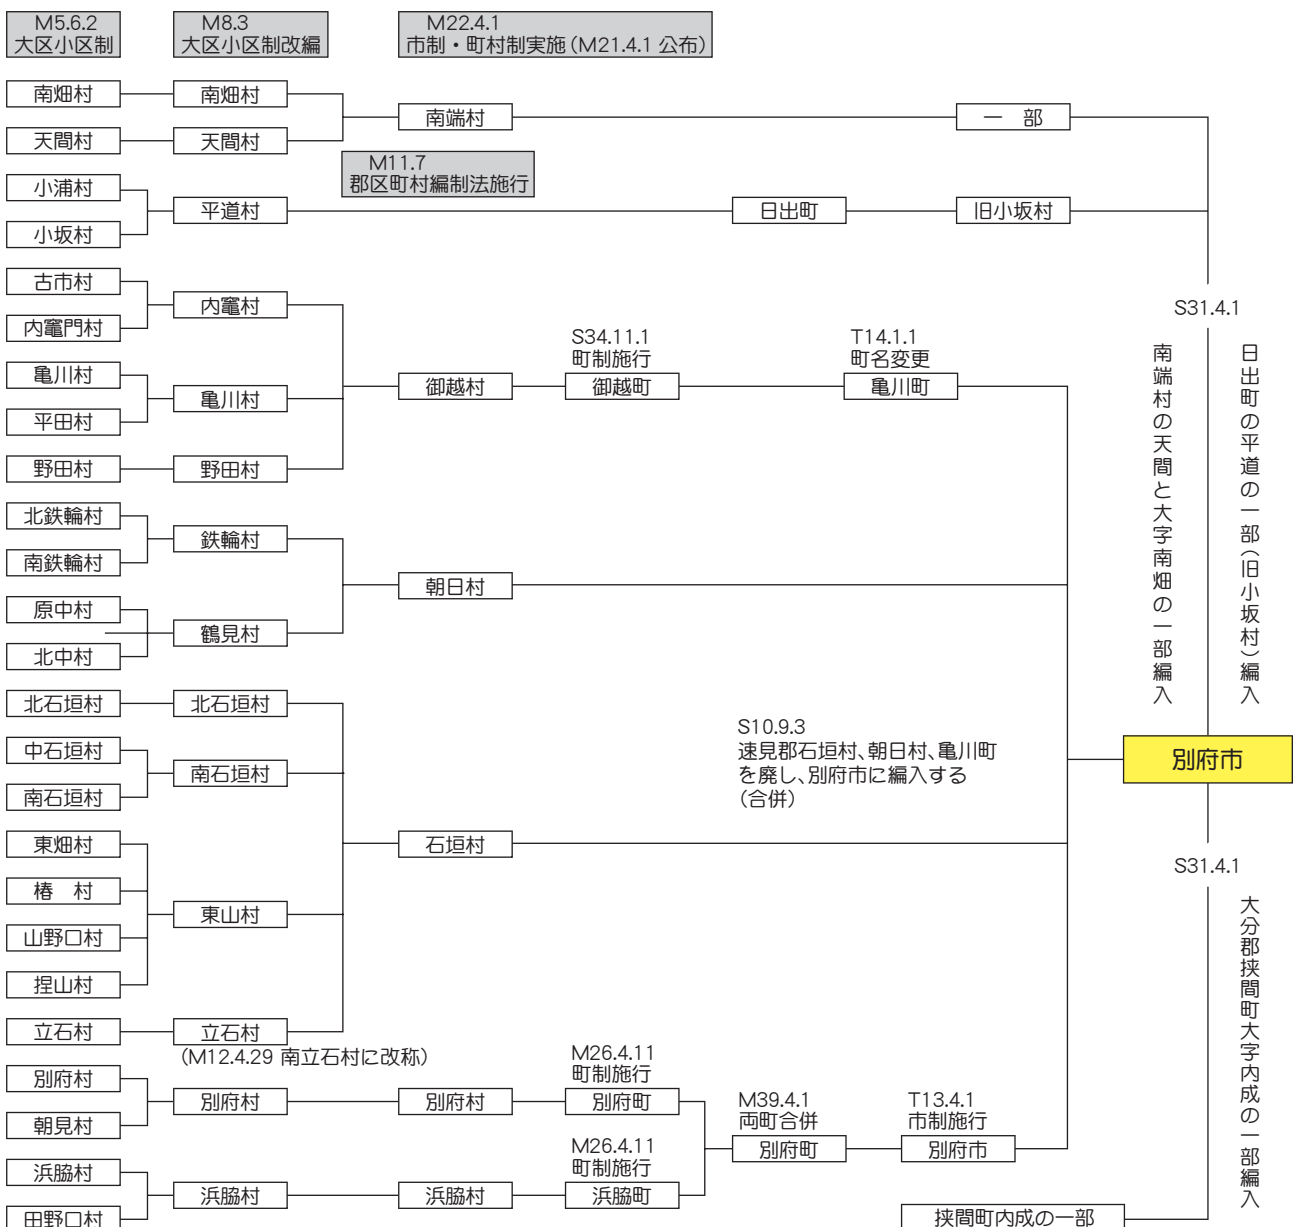 M5.6.2
大区小区制
M8.3
大区小区制改編
M22.4.1
市制・町村制実施(M21.4.1 公布)
南畑村
南畑村
南端村
一 部
天間村
天間村
M11.7
郡区町村編制法施行
小浦村
平道村
日出町
旧小坂村
小坂村
古市村
内竈村
内竈門村
S31.4.1
南端村の天間と大字南畑の一部編入
日出町の平道の一部(旧小坂村)編入
亀川村
亀川村
御越村
S34.11.1
町制施行
御越町
T14.1.1
町名変更
亀川町
平田村
野田村
野田村
北鉄輪村
鉄輪村
南鉄輪村
朝日村
原中村
鶴見村
北中村
北石垣村
北石垣村
中石垣村
南石垣村
南石垣村
S10.9.3
速見郡石垣村、朝日村、亀川町
を廃し、別府市に編入する
(合併)
別府市
東畑村
石垣村
椿 村
東山村
山野口村
捏山村
S31.4.1
大分郡挟間町大字内成の一部編入
立石村
立石村
(M12.4.29 南立石村に改称)
別府村
別府村
別府村
M26.4.11
町制施行
別府町
朝見村
M39.4.1
両町合併
別府町
T13.4.1
市制施行
別府市
浜脇村
浜脇村
浜脇村
M26.4.11
町制施行
浜脇町
田野口村
挟間町内成の一部